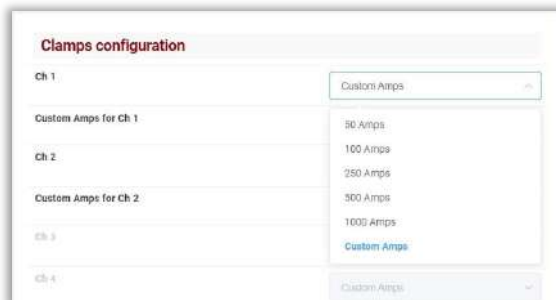 Clamps configuration
Ch 1
Custom Amps
Custom Amps for Ch 1
50 Amps
100 Amps
Ch 2
250 Amps
Custom Amps for Ch 2
500 Amps
1000 Amps
Ch 3
Custom Amps
Ch 4
Custom Amps